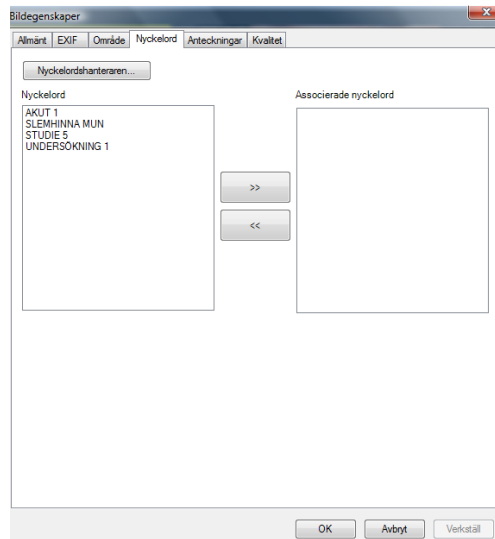 Bildegenskaper
Allmänt EXIF Område Nyckelord Anteckningar Kvalitet
Nyckelordshanteraren...
Nyckelord
AKUT 1
SLEMHINNA MUN
STUDIE 5
UNDERSÖKNING 1
>>
<<
Associerade nyckelord
OK Avbryt Verkställ